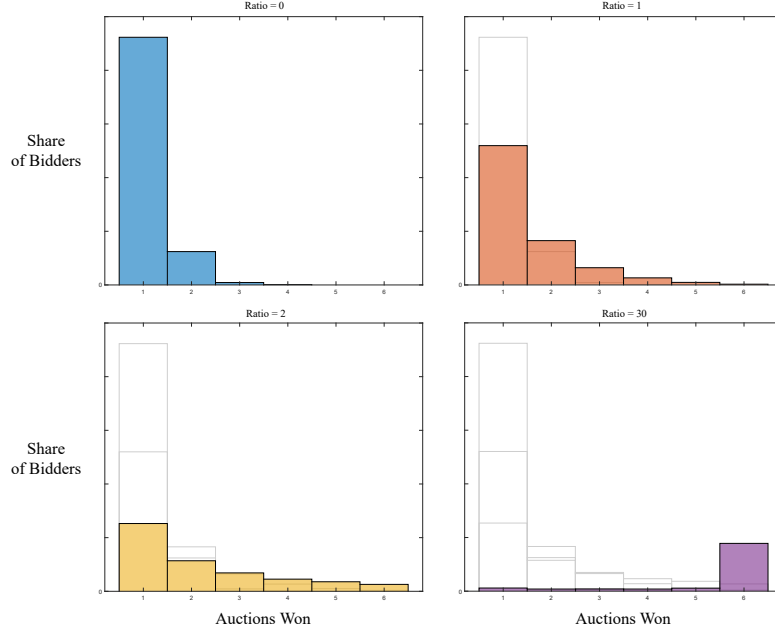 Ratio = 0
Ratio = 1
Share
of Bidders
0
1 2 3 4 5 6
0
1 2 3 4 5 6
Ratio = 2
Ratio = 30
Share
of Bidders
0
1 2 3 4 5 6
0
1 2 3 4 5 6
Auctions Won
Auctions Won